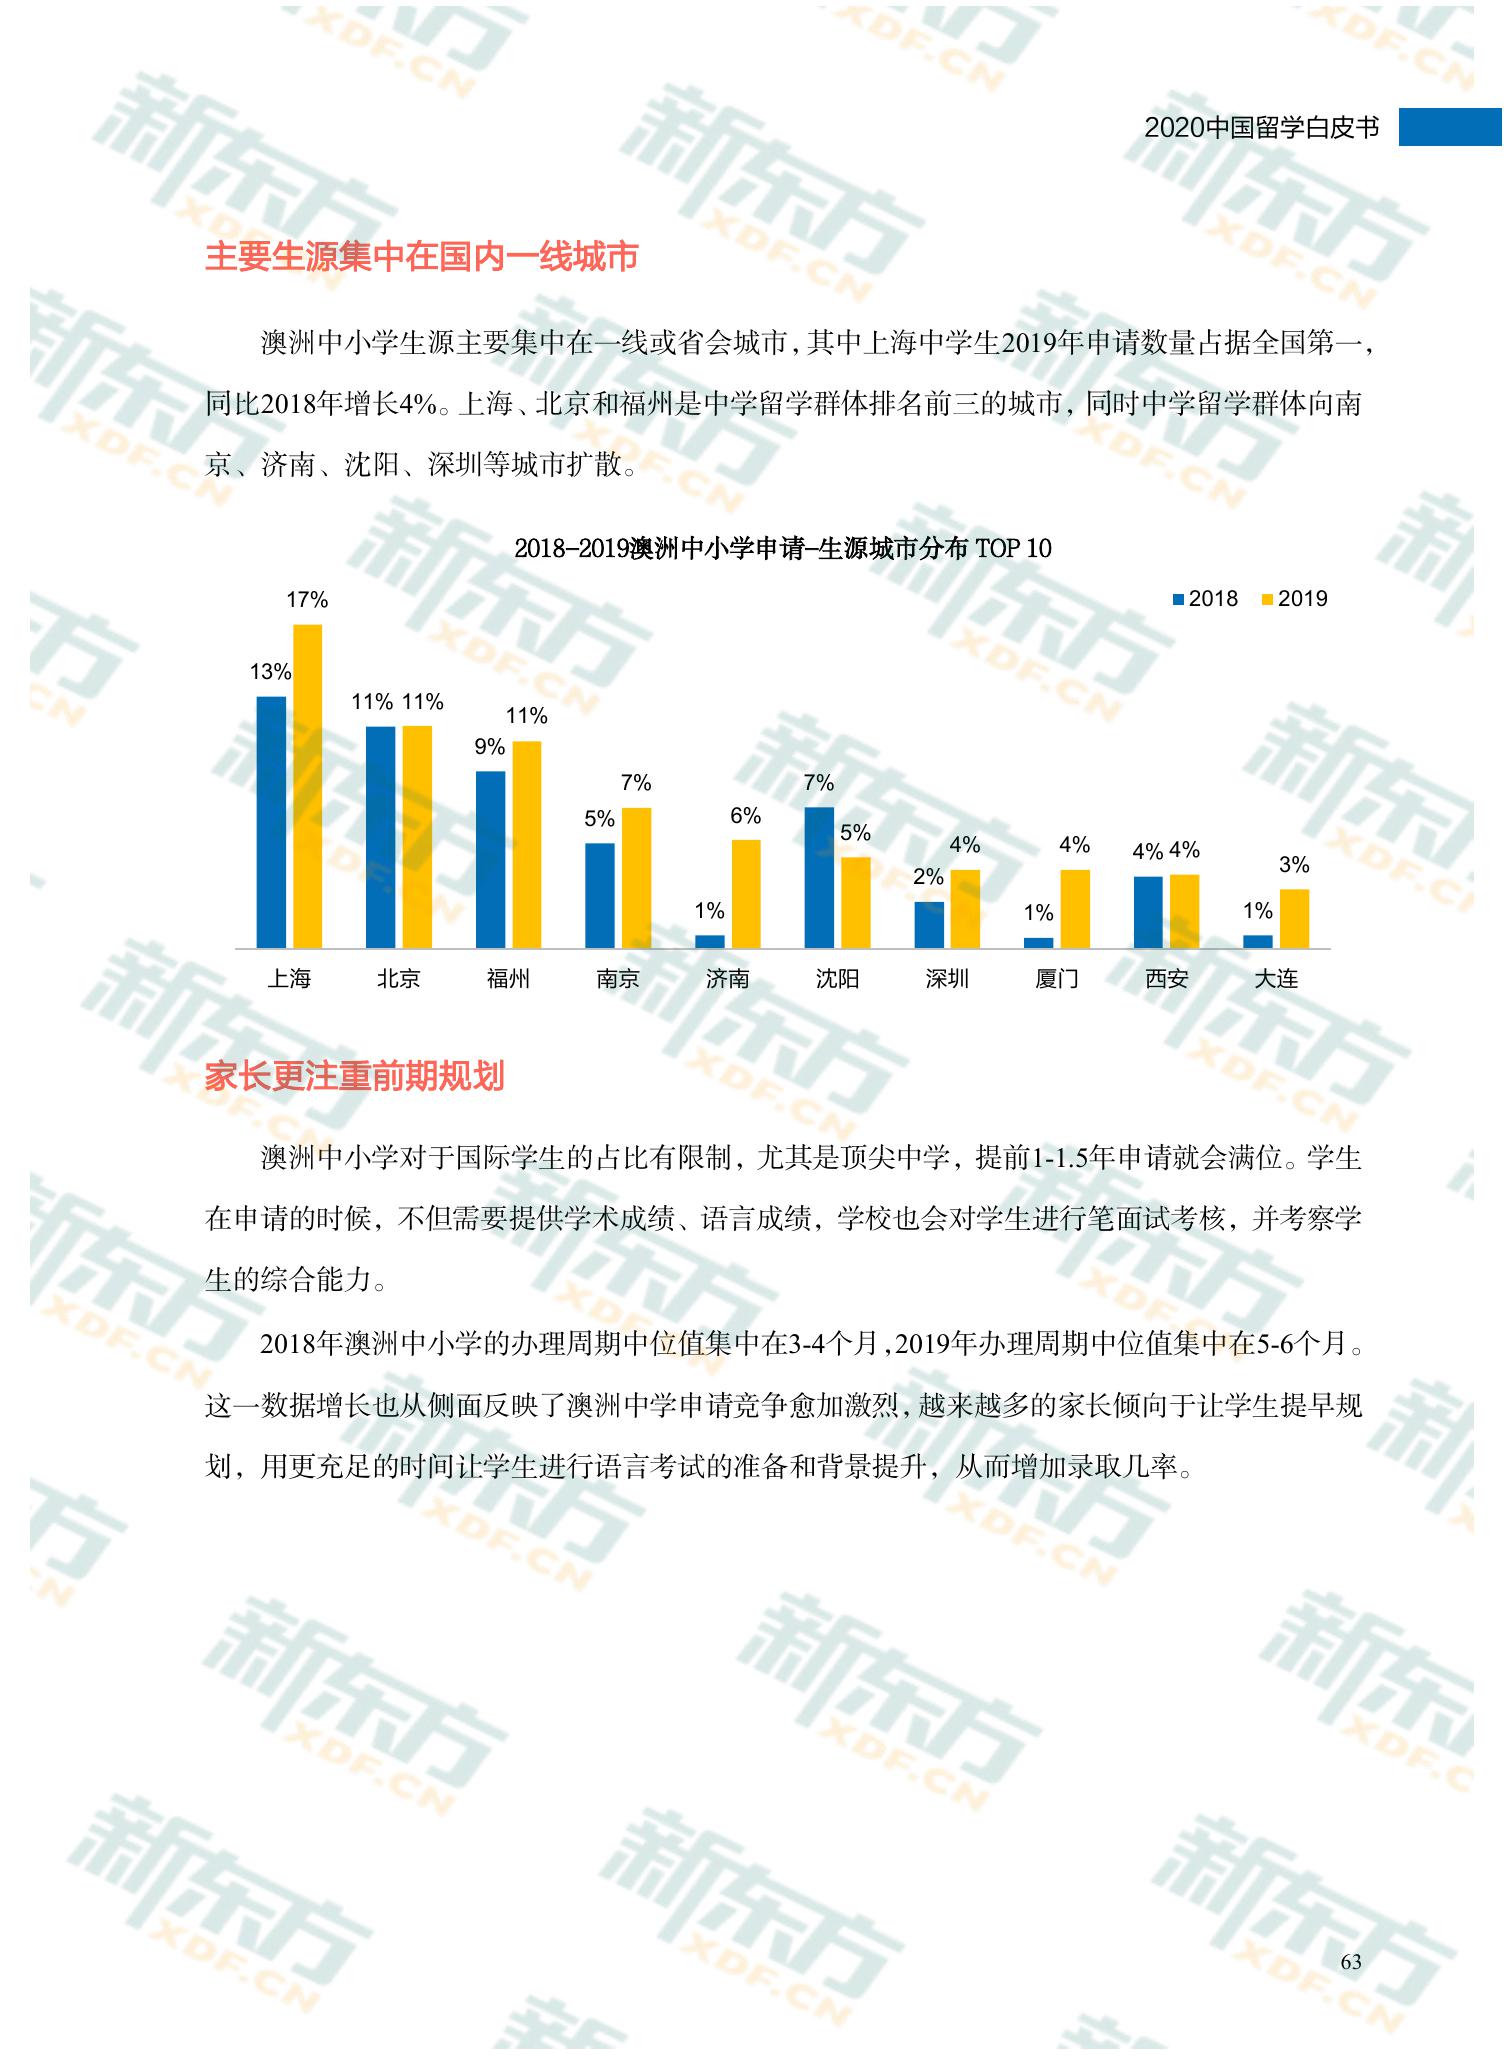 2020中国留学白皮书
主要生源集中在国内一线城市
澳洲中小学生源主要集中在一线或省会城市，其中上海中学生2019年申请数量占据全国第一，
同比2018年增长4%。上海、北京和福州是中学留学群体排名前三的城市，同时中学留学群体向南
京、济南、沈阳、深圳等城市扩散。
2018–2019澳洲中小学申请–生源城市分布 TOP 10
2018 2019
17%
13%
11% 11%
9% 11%
5% 7%
1% 6%
7% 5%
2% 4%
1% 4%
4% 4%
1% 3%
上海 北京 福州 南京 济南 沈阳 深圳 厦门 西安 大连
家长更注重前期规划
澳洲中小学对于国际学生的占比有限制，尤其是顶尖中学，提前1-1.5年申请就会满位。学生
在申请的时候，不但需要提供学术成绩、语言成绩，学校也会对学生进行笔面试考核，并考察学
生的综合能力。
2018年澳洲中小学的办理周期中位值集中在3-4个月，2019年办理周期中位值集中在5-6个月。
这一数据增长也从侧面反映了澳洲中学申请竞争愈加激烈，越来越多的家长倾向于让学生提早规
划，用更充足的时间让学生进行语言考试的准备和背景提升，从而增加录取几率。
63
新东方
XDF.CN